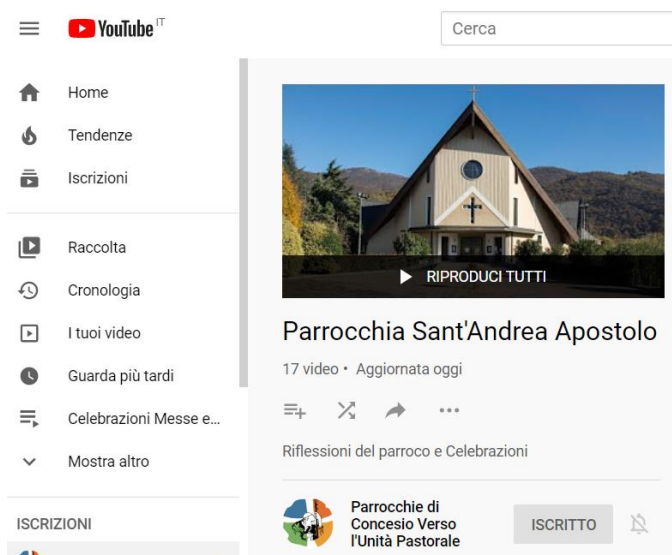 YouTube IT
Cerca
Home
Tendenze
Iscrizioni
Raccolta
Cronologia
I tuoi video
Guarda più tardi
Celebrazioni Messe e...
Mostra altro
ISCRIZIONI
RIPRODUCI TUTTI
Parrocchia Sant'Andrea Apostolo
17 video • Aggiornata oggi
Riflessioni del parroco e Celebrazioni
Parrocchie di
Concesio Verso
l'Unità Pastorale
ISCRITTO